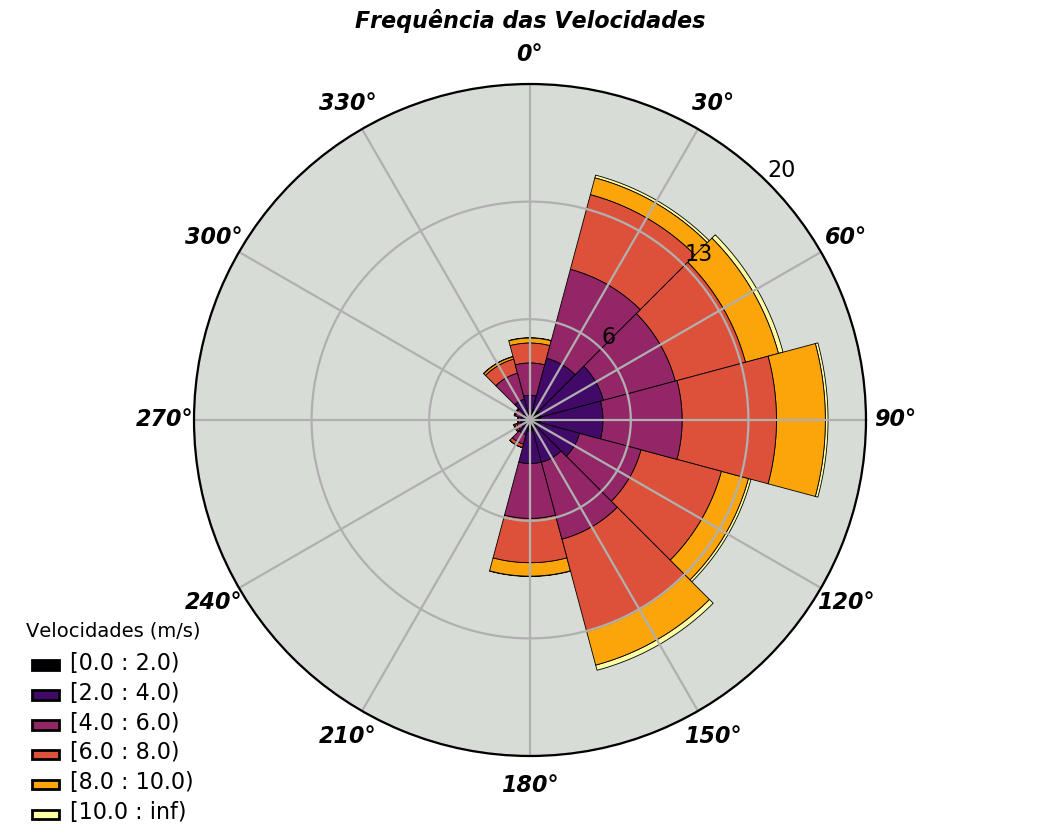 Frequência das Velocidades
0°
330°
30°
20
300°
60°
13
6
270°
90°
240°
120°
210°
150°
180°
Velocidades (m/s)
[0.0 : 2.0)
[2.0 : 4.0)
[4.0 : 6.0)
[6.0 : 8.0)
[8.0 : 10.0)
[10.0 : inf)